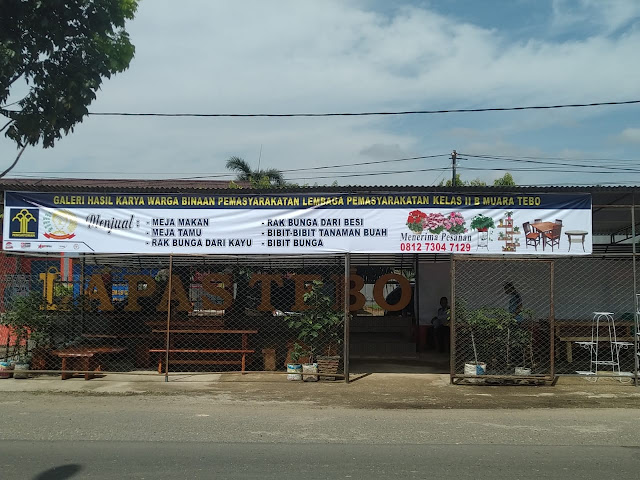 GALERI HASIL KARYA WARGA BINAAN PEMASYARAKATAN LEMBAGA PEMASYARAKATAN KELAS II B MUARA TEBO
Menjual :
- MEJA MAKAN
- MEJA TAMU
- RAK BUNGA DARI KAYU
- RAK BUNGA DARI BESI
- BIBIT-BIBIT TANAMAN BUAH
- BIBIT BUNGA
Menerima Pesanan
0812 7304 7129
LAPAS TEBO